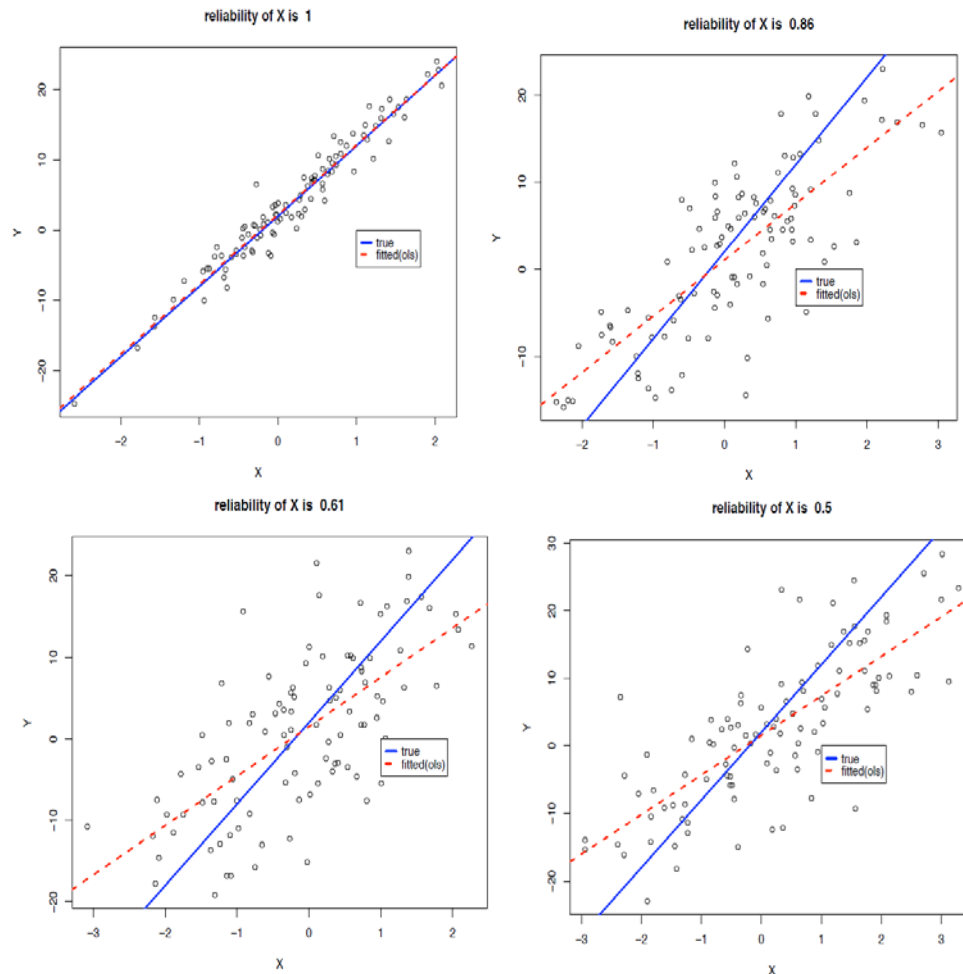 reliability of X is 1
20
10
0
-10
-20
Y
true
fitted(ols)
-2 -1 0 1 2
X
reliability of X is 0.86
20
10
0
-10
Y
true
fitted(ols)
-2 -1 0 1 2 3
X
reliability of X is 0.61
20
10
0
-10
-20
Y
true
fitted(ols)
-3 -2 -1 0 1 2
X
reliability of X is 0.5
30
20
10
0
-10
-20
Y
true
fitted(ols)
-3 -2 -1 0 1 2 3
X